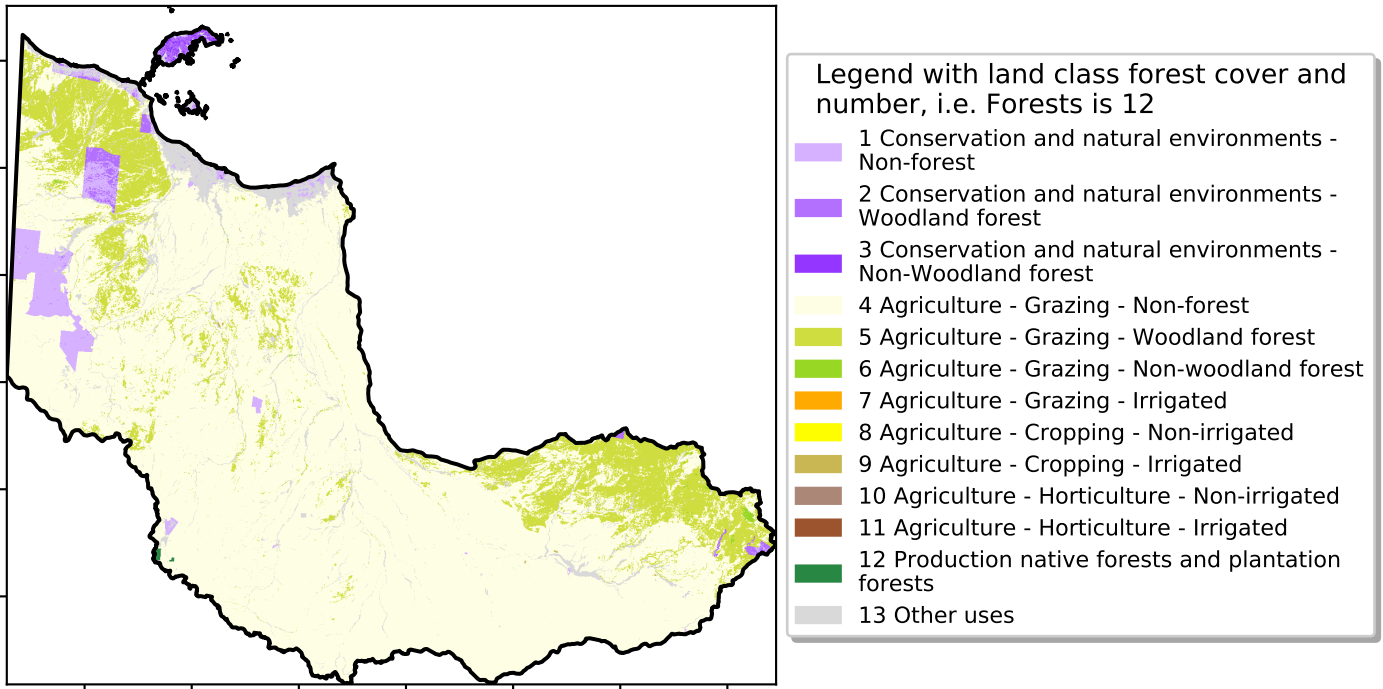 Legend with land class forest cover and
number, i.e. Forests is 12
1 Conservation and natural environments -
Non-forest
2 Conservation and natural environments -
Woodland forest
3 Conservation and natural environments -
Non-Woodland forest
4 Agriculture - Grazing - Non-forest
5 Agriculture - Grazing - Woodland forest
6 Agriculture - Grazing - Non-woodland forest
7 Agriculture - Grazing - Irrigated
8 Agriculture - Cropping - Non-irrigated
9 Agriculture - Cropping - Irrigated
10 Agriculture - Horticulture - Non-irrigated
11 Agriculture - Horticulture - Irrigated
12 Production native forests and plantation
forests
13 Other uses